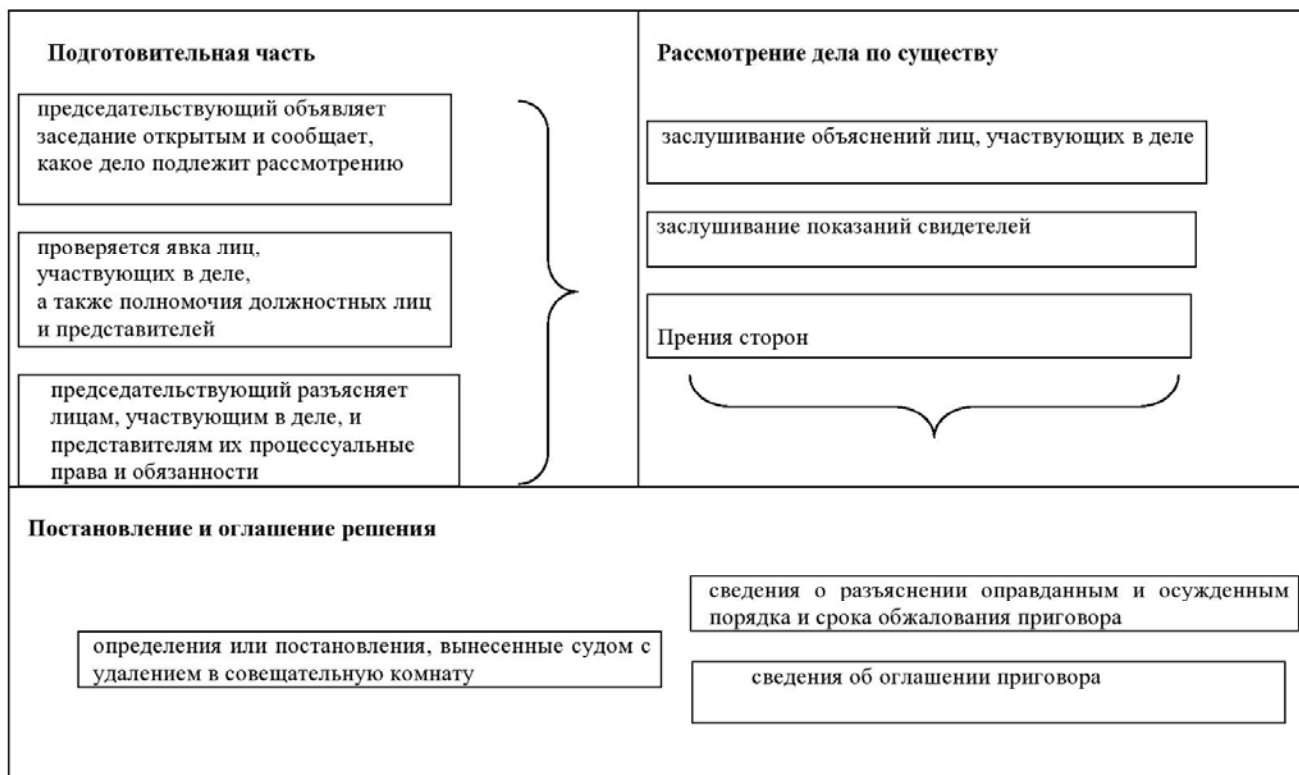 Подготовительная часть
председательствующий объявляет
заседание открытым и сообщает,
какое дело подлежит рассмотрению
проверяется явка лиц,
участвующих в деле,
а также полномочия должностных лиц
и представителей
председательствующий разъясняет
лицам, участвующим в деле, и
представителям их процессуальные
права и обязанности
Рассмотрение дела по существу
заслушивание объяснений лиц, участвующих в деле
заслушивание показаний свидетелей
Прения сторон
Постановление и оглашение решения
определения или постановления, вынесенные судом с
удалением в совещательную комнату
сведения о разъяснении оправданным и осужденным
порядка и срока обжалования приговора
сведения об оглашении приговора